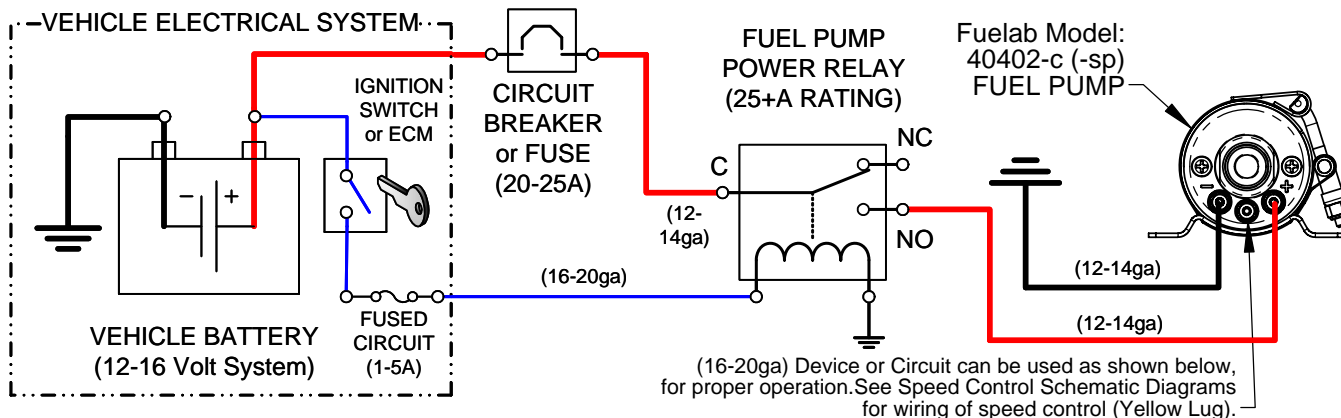 VEHICLE ELECTRICAL SYSTEM
IGNITION
SWITCH
or ECM
- +
VEHICLE BATTERY
(12-16 Volt System)
FUSED
CIRCUIT
(1-5A)
CIRCUIT
BREAKER
or FUSE
(20-25A)
(16-20ga)
FUEL PUMP
POWER RELAY
(25+A RATING)
C
NC
NO
(12-
14ga)
Fuelab Model:
40402-c (-sp)
FUEL PUMP
- +
(12-14ga)
(12-14ga)
(16-20ga) Device or Circuit can be used as shown below,
for proper operation.See Speed Control Schematic Diagrams
for wiring of speed control (Yellow Lug).